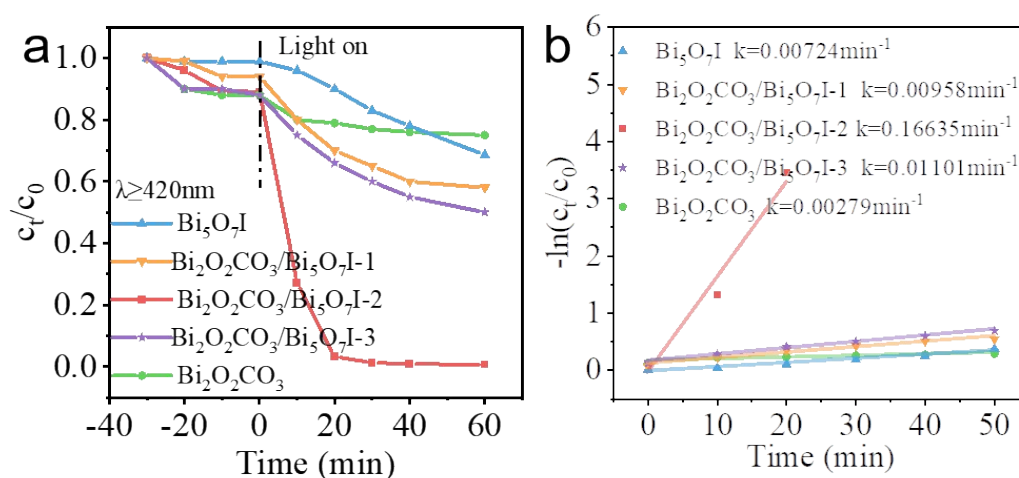 a
Light on
λ≥420nm
Bi₅O₇I
Bi₂O₂CO₃/Bi₅O₇I-1
Bi₂O₂CO₃/Bi₅O₇I-2
Bi₂O₂CO₃/Bi₅O₇I-3
Bi₂O₂CO₃
1.0
0.8
0.6
0.4
0.2
0.0
cₜ/c₀
-40 -20 0 20 40 60
Time (min)
b
Bi₅O₇I k=0.00724min⁻¹
Bi₂O₂CO₃/Bi₅O₇I-1 k=0.00958min⁻¹
Bi₂O₂CO₃/Bi₅O₇I-2 k=0.16635min⁻¹
Bi₂O₂CO₃/Bi₅O₇I-3 k=0.01101min⁻¹
Bi₂O₂CO₃ k=0.00279min⁻¹
6
5
4
3
2
1
0
-ln(cₜ/c₀)
0 10 20 30 40 50
Time (min)